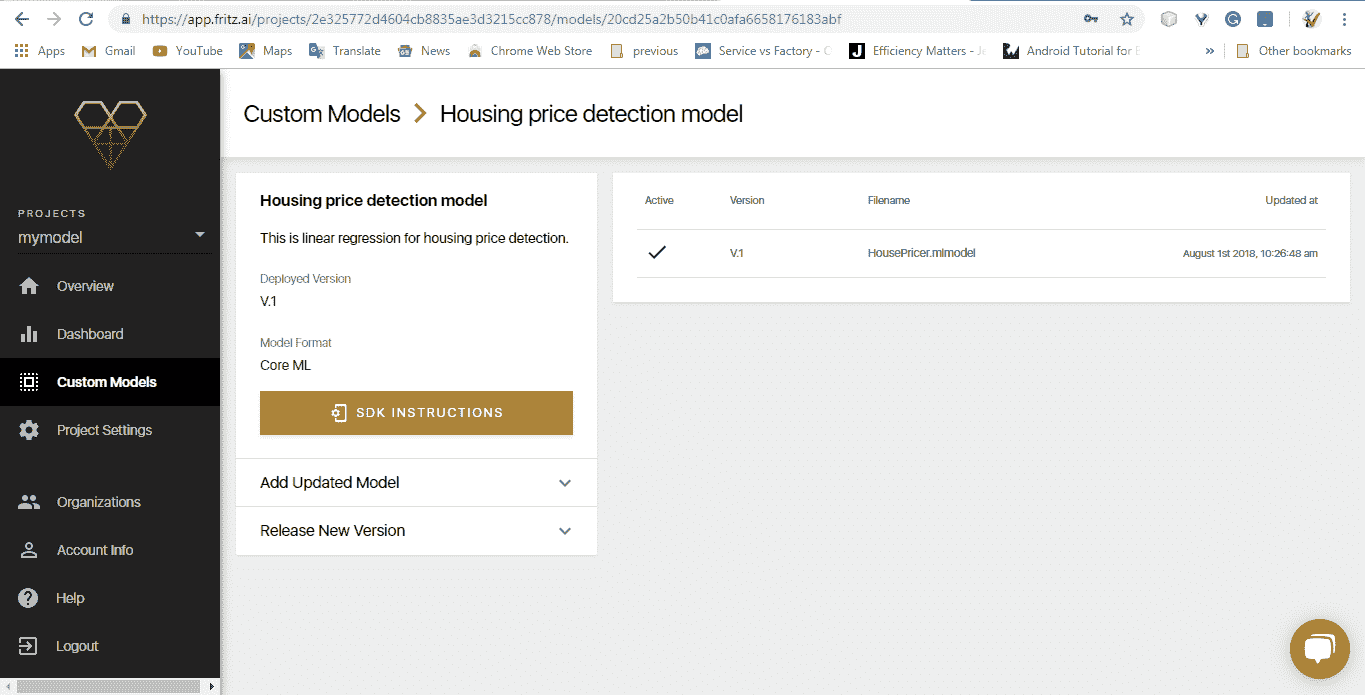 https://app.fritz.ai/projects/2e325772d4604cb8835ae3d3215cc878/models/20cd25a2b50b41c0afa6658176183abf
Apps Gmail YouTube Maps Translate News Chrome Web Store previous Service vs Factory - Efficiency Matters - Android Tutorial for » Other bookmarks
Custom Models Housing price detection model
PROJECTS
mymodel
Overview
Dashboard
Custom Models
Project Settings
Organizations
Account Info
Help
Logout
Housing price detection model
This is linear regression for housing price detection.
Deployed Version
V.1
Model Format
Core ML
SDK INSTRUCTIONS
Add Updated Model
Release New Version
Active Version Filename Updated at
V.1 HousePricer.mlmodel August 1st 2018, 10:26:48 am